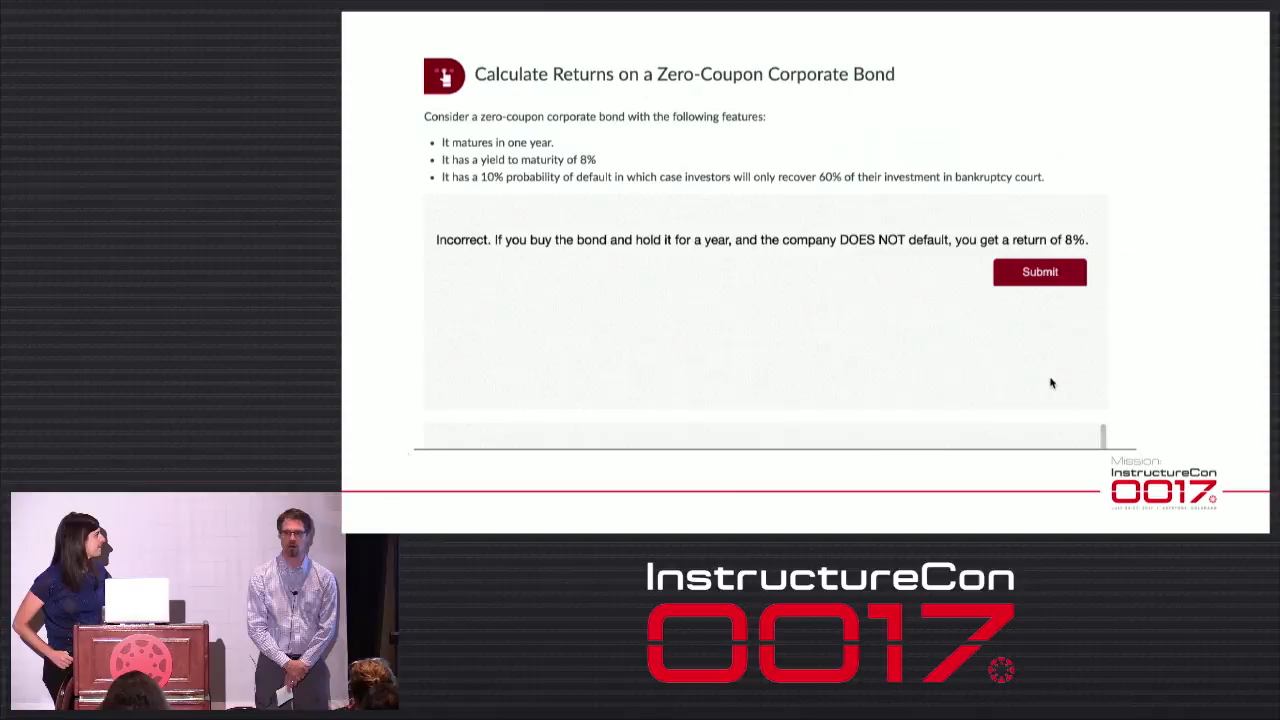 Calculate Returns on a Zero-Coupon Corporate Bond
Consider a zero-coupon corporate bond with the following features:
• It matures in one year.
• It has a yield to maturity of 8%
• It has a 10% probability of default in which case investors will only recover 60% of their investment in bankruptcy court.
Incorrect. If you buy the bond and hold it for a year, and the company DOES NOT default, you get a return of 8%.
Submit
Mission:
InstructureCon
0017
InstructureCon
0017